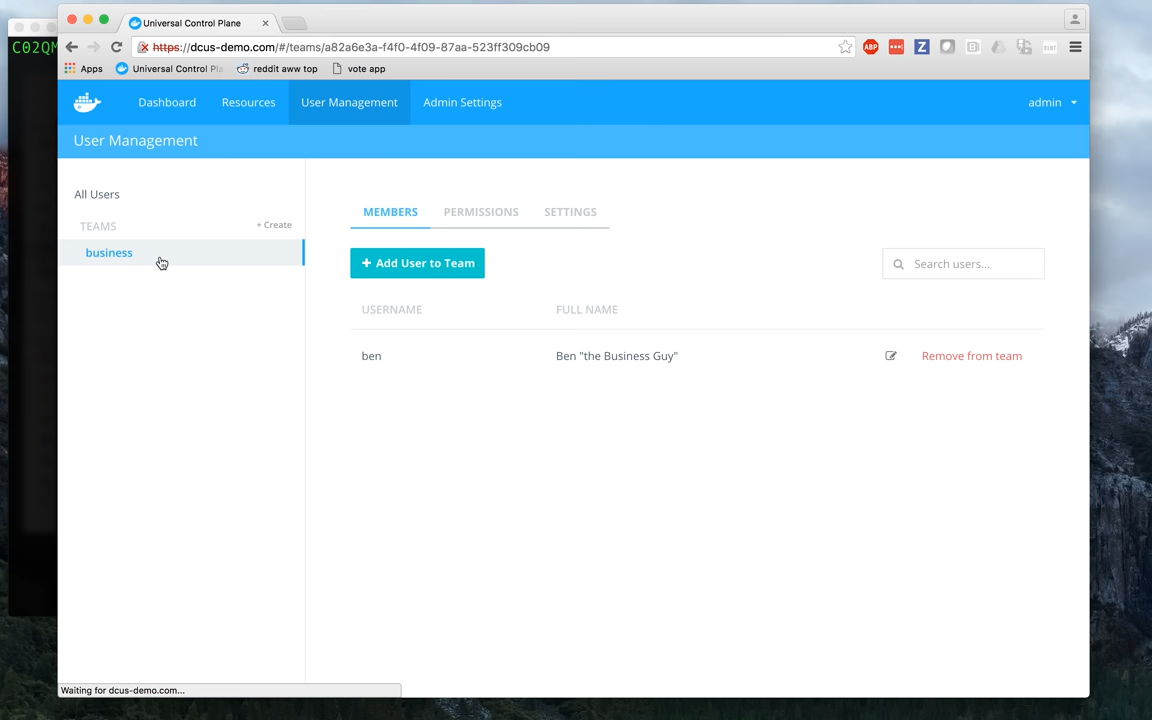 Universal Control Plane
C02QM
https://dcus-demo.com/#/teams/a82a6e3a-f4f0-4f09-87aa-523ff309cb09
ABP
Z
Apps
Universal Control Pla
reddit aww top
vote app
Dashboard
Resources
User Management
Admin Settings
admin
User Management
All Users
TEAMS
+ Create
business
MEMBERS
PERMISSIONS
SETTINGS
+ Add User to Team
Search users...
USERNAME
FULL NAME
ben
Ben "the Business Guy"
Remove from team
Waiting for dcus-demo.com...